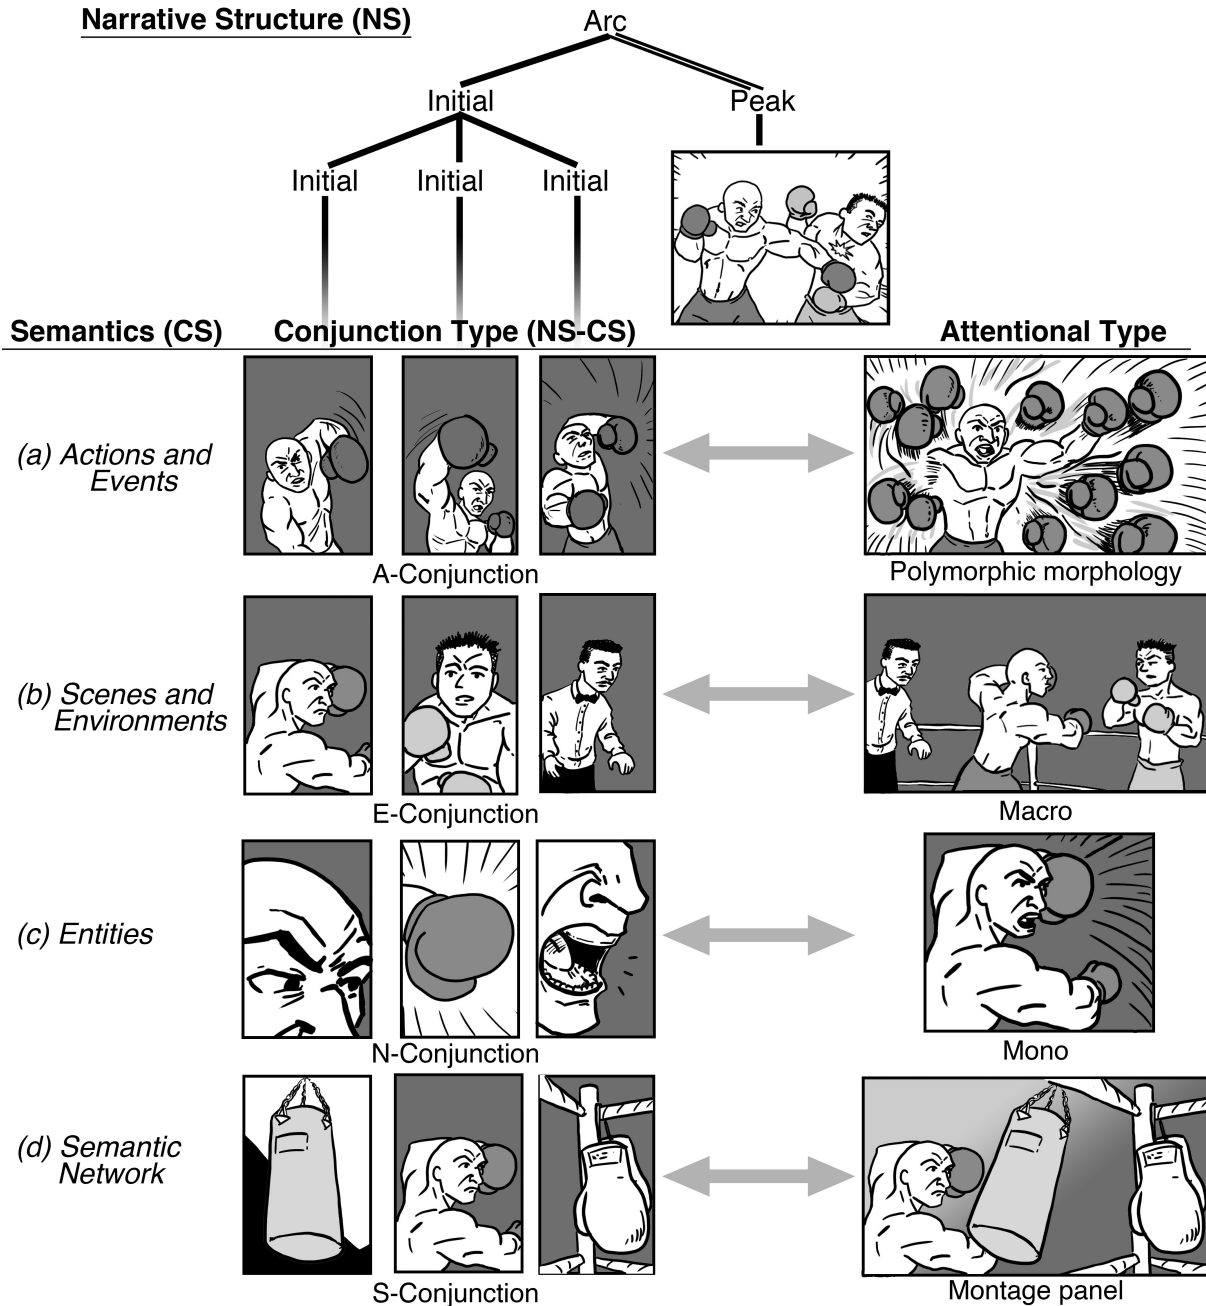 Narrative Structure (NS)
Arc
Initial
Peak
Initial
Initial
Initial
Semantics (CS)
Conjunction Type (NS-CS)
Attentional Type
(a) Actions and
Events
A-Conjunction
Polymorphic morphology
(b) Scenes and
Environments
E-Conjunction
Macro
(c) Entities
N-Conjunction
Mono
(d) Semantic
Network
S-Conjunction
Montage panel